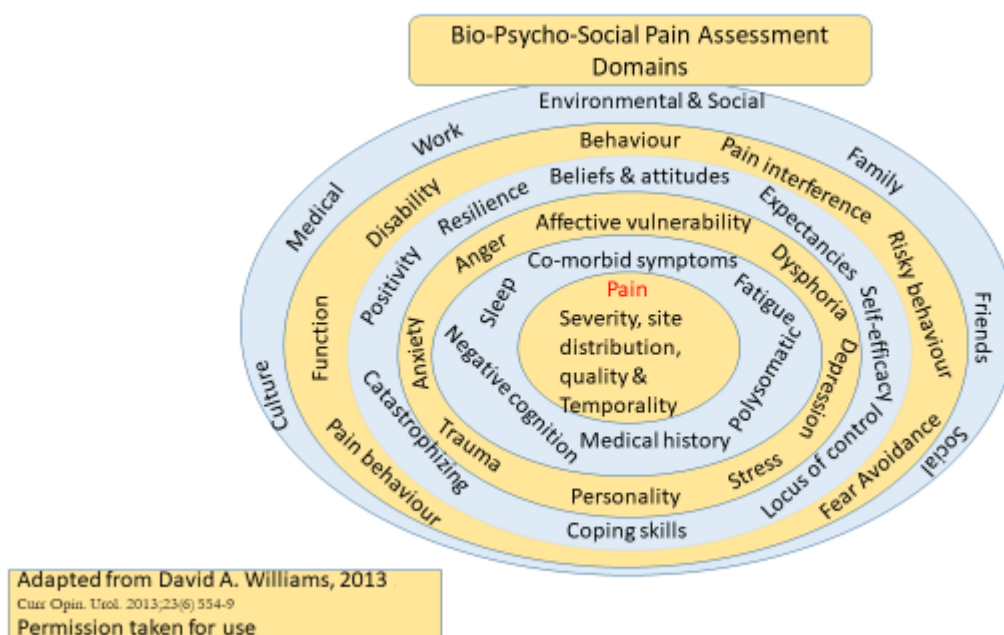 Bio-Psycho-Social Pain Assessment
Domains
Environmental & Social
Work
Family
Medical
Friends
Culture
Social
Behaviour
Pain interference
Disability
Risky behaviour
Function
Pain behaviour
Fear Avoidance
Beliefs & attitudes
Resilience
Expectancies
Positivity
Self-efficacy
Catastrophizing
Locus of control
Coping skills
Affective vulnerability
Anger
Dysphoria
Anxiety
Depression
Trauma
Stress
Personality
Co-morbid symptoms
Sleep
Fatigue
Negative cognition
Polysomatic
Medical history
Pain
Severity, site
distribution,
quality &
Temporality
Adapted from David A. Williams, 2013
Curr Opin. Urol. 2013;23(6) 554-9
Permission taken for use